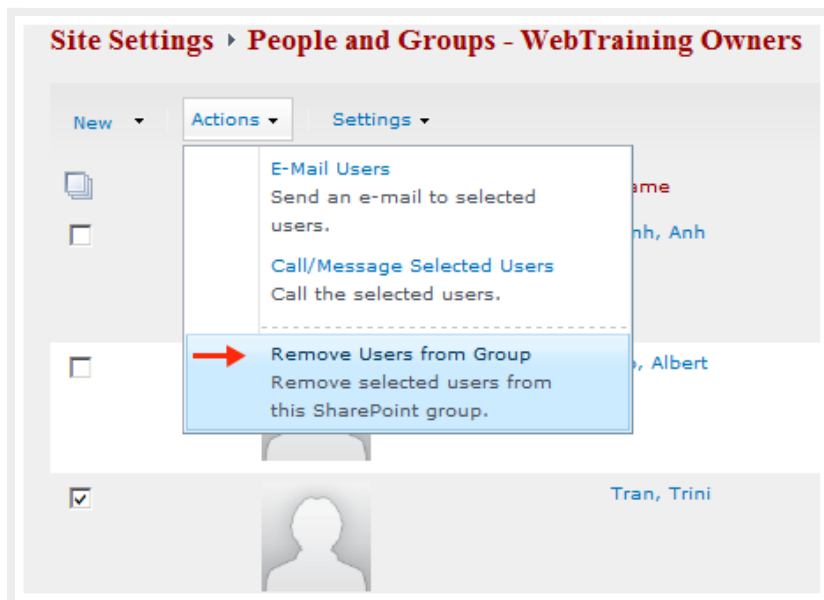 Site Settings ▸ People and Groups - WebTraining Owners
New Actions Settings
E-Mail Users
Send an e-mail to selected
users.
Call/Message Selected Users
Call the selected users.
Remove Users from Group
Remove selected users from
this SharePoint group.
Anh
Albert
Tran, Trini